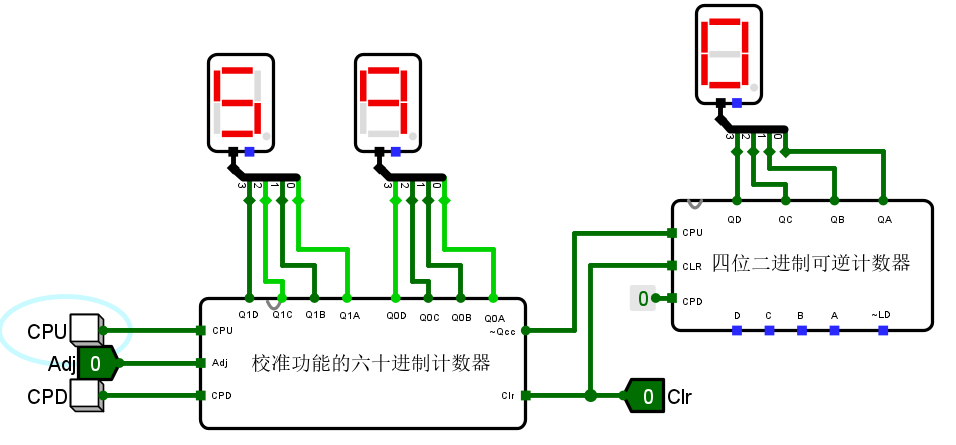 3 2 1 0
3 2 1 0
3 2 1 0
QD QC QB QA
CPU
CLR
四位二进制可逆计数器
0
CPD
D C B A ~LD
Q1D Q1C Q1B Q1A Q0D Q0C Q0B Q0A
~Qcc
CPU
CPU
Adj 0
Adj
校准功能的六十进制计数器
CPD
CPD
Clr
0 Clr